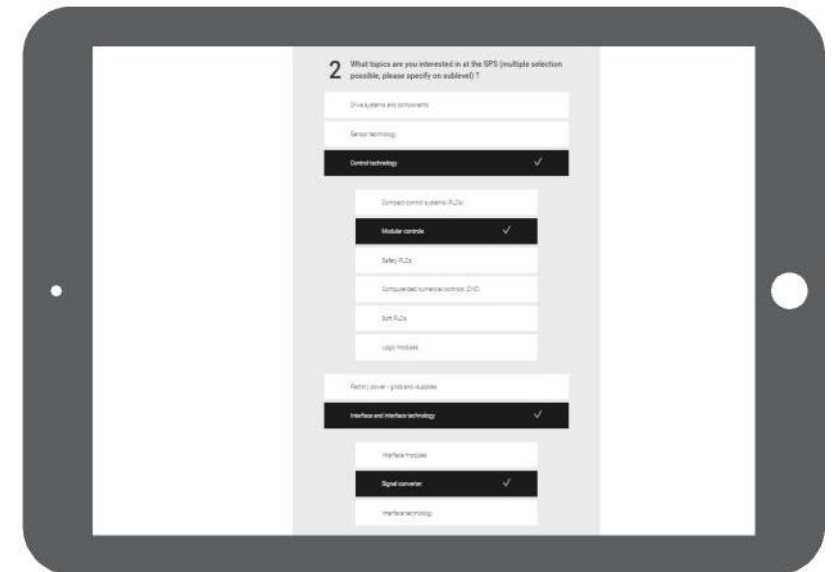 2 What topics are you interested in at the SPS (multiple selection
possible, please specify on sublevel) ?
Drive systems and components
Sensor technology
Control technology
Compact control systems (PLCs)
Modular controls
Safety PLCs
Computerized numerical controls (CNC)
Soft PLCs
Logic modules
Factory power - grids and supplies
Interface and interface technology
Interface modules
Signal converter
Interface technology